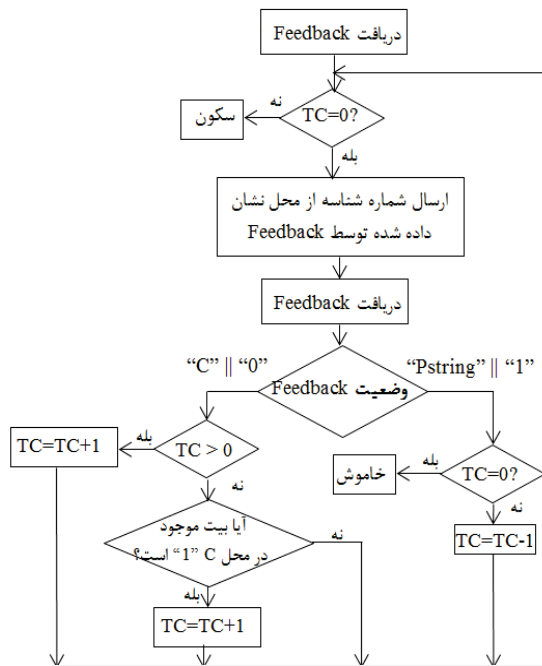 دریافت Feedback
TC=0?
نه
سکون
بله
ارسال شماره شناسه از محل نشان
داده شده توسط Feedback
دریافت Feedback
“C” || “0”
“Pstring” || “1”
وضعیت Feedback
TC > 0
بله
TC=TC+1
نه
TC=0?
بله
خاموش
نه
TC=TC-1
آیا بیت موجود
در محل C “1” است؟
نه
بله
TC=TC+1